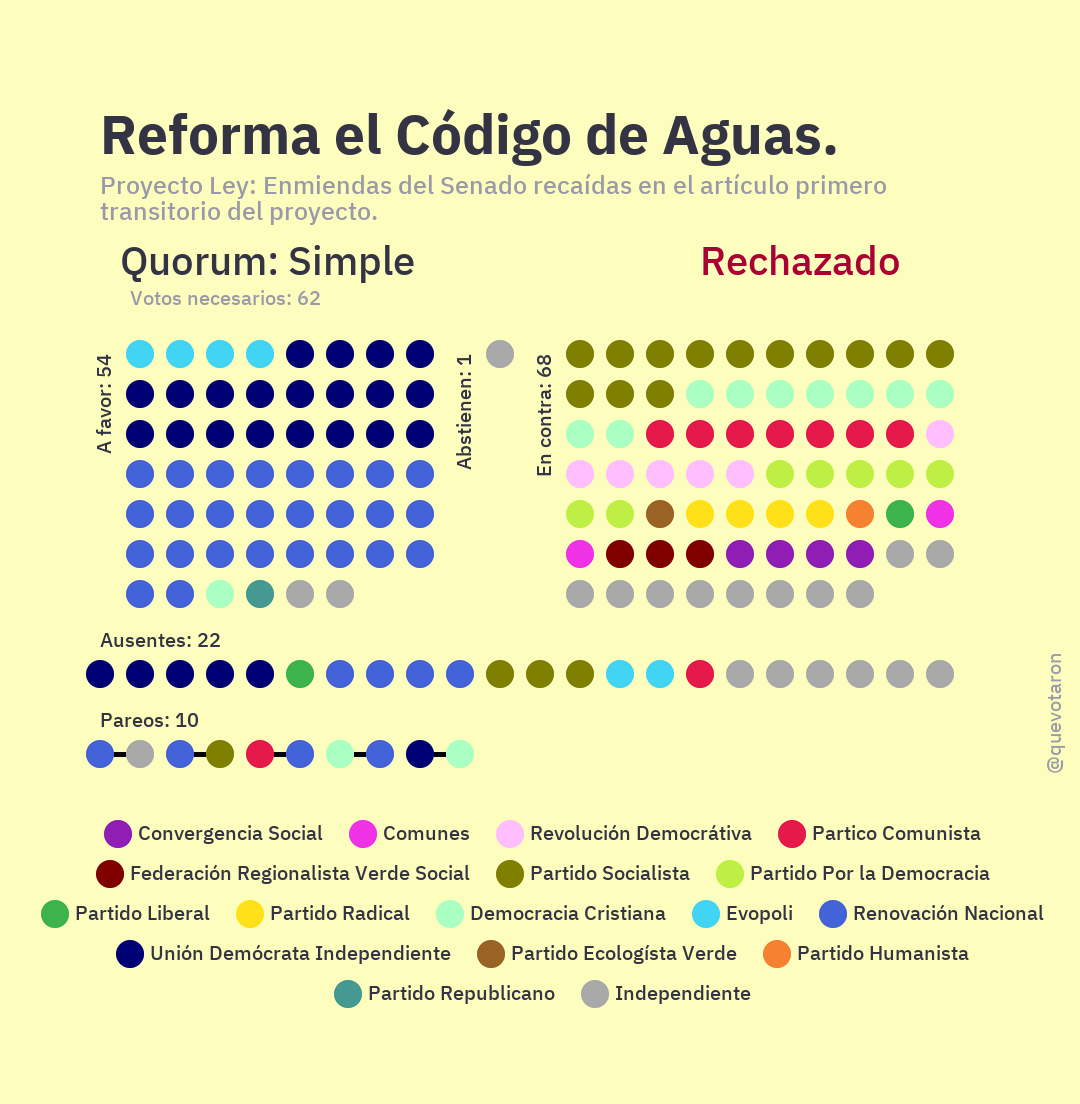 Reforma el Código de Aguas.
Proyecto Ley: Enmiendas del Senado recaídas en el artículo primero
transitorio del proyecto.
Quorum: Simple
Rechazado
Votos necesarios: 62
A favor: 54
Abstienen: 1
En contra: 68
Ausentes: 22
Pareos: 10
@quevotaron
Convergencia Social
Comunes
Revolución Democrátiva
Partico Comunista
Federación Regionalista Verde Social
Partido Socialista
Partido Por la Democracia
Partido Liberal
Partido Radical
Democracia Cristiana
Evopoli
Renovación Nacional
Unión Demócrata Independiente
Partido Ecologísta Verde
Partido Humanista
Partido Republicano
Independiente